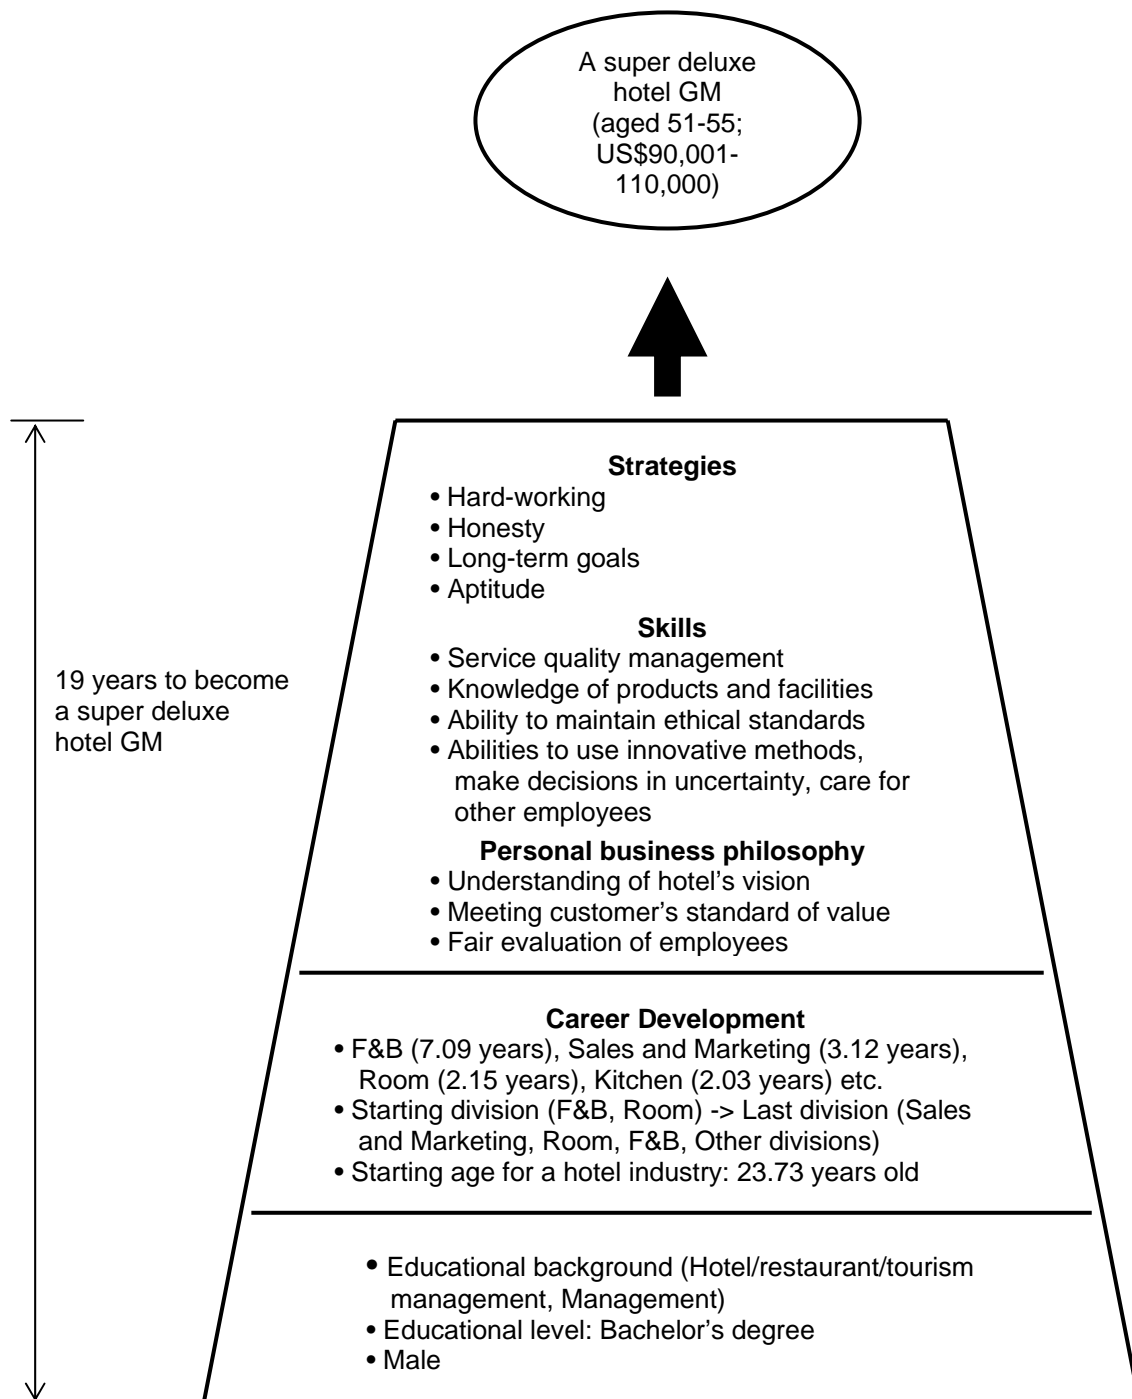 A super deluxe
hotel GM
(aged 51-55;
US$90,001-
110,000)
19 years to become
a super deluxe
hotel GM
Strategies
• Hard-working
• Honesty
• Long-term goals
• Aptitude
Skills
• Service quality management
• Knowledge of products and facilities
• Ability to maintain ethical standards
• Abilities to use innovative methods,
make decisions in uncertainty, care for
other employees
Personal business philosophy
• Understanding of hotel's vision
• Meeting customer's standard of value
• Fair evaluation of employees
Career Development
• F&B (7.09 years), Sales and Marketing (3.12 years),
Room (2.15 years), Kitchen (2.03 years) etc.
• Starting division (F&B, Room) -> Last division (Sales
and Marketing, Room, F&B, Other divisions)
• Starting age for a hotel industry: 23.73 years old
• Educational background (Hotel/restaurant/tourism
management, Management)
• Educational level: Bachelor's degree
• Male